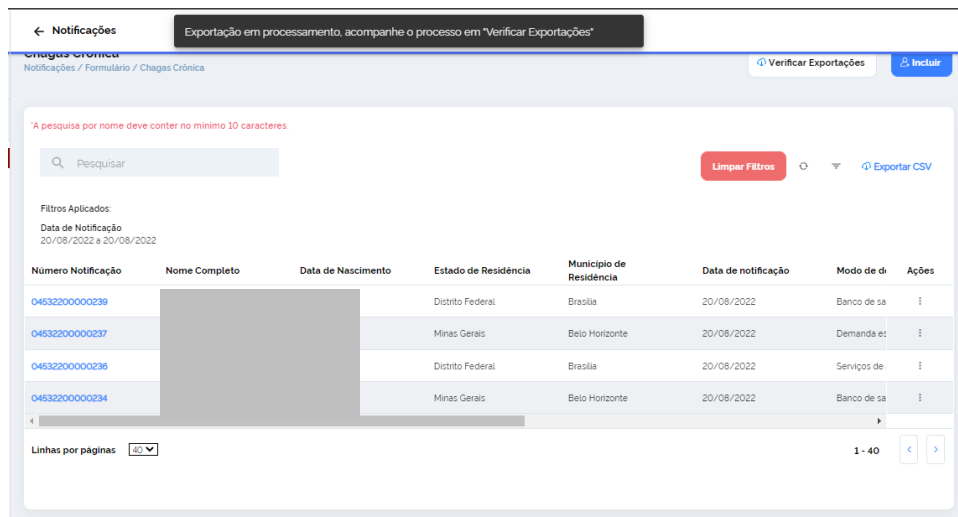 ← Notificações
Exportação em processamento, acompanhe o processo em "Verificar Exportações"
Chagas Crônica
Notificações / Formulário / Chagas Crônica
Verificar Exportações
Incluir
*A pesquisa por nome deve conter no mínimo 10 caracteres.
Pesquisar
Limpar Filtros
Exportar CSV
Filtros Aplicados:
Data de Notificação
20/08/2022 a 20/08/2022
Número Notificação Nome Completo Data de Nascimento Estado de Residência Município de Residência Data de notificação Modo de de Ações
04532200000239 Distrito Federal Brasília 20/08/2022 Banco de sa
04532200000237 Minas Gerais Belo Horizonte 20/08/2022 Demanda es
04532200000236 Distrito Federal Brasília 20/08/2022 Serviços de
04532200000234 Minas Gerais Belo Horizonte 20/08/2022 Banco de sa
Linhas por páginas 40
1 - 40 < >